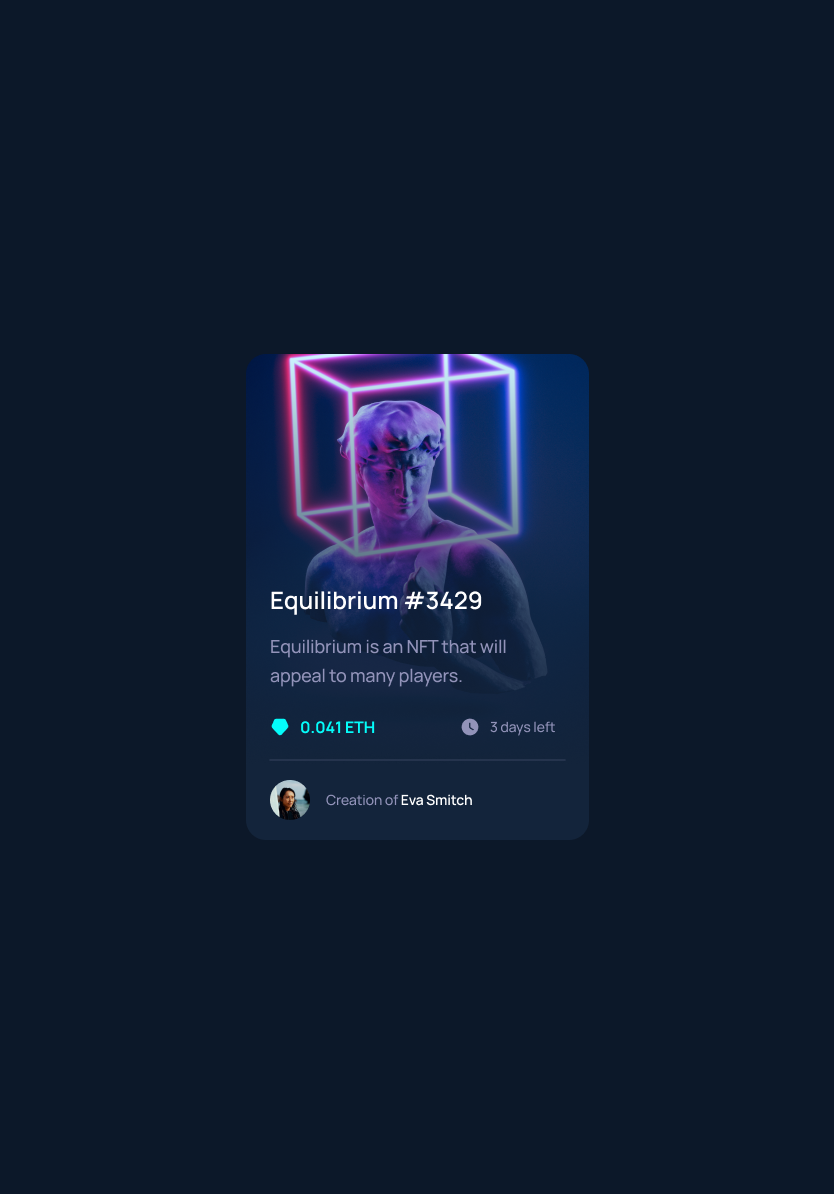 Equilibrium #3429
Equilibrium is an NFT that will
appeal to many players.
0.041 ETH
3 days left
Creation of Eva Smitch